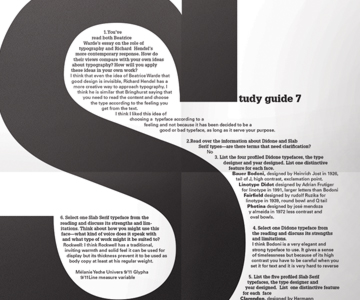 1.You've
read both Beatrice
Warde's essay on the role of
typography and Richard Hendel's
more contemporary response. How do
their views compare with your own ideas
about typography? How will you apply
these ideas in your own work?
I think that even the idea of Beatrice Warde that
good design is invisible, Richard Hendel has a
more creative way to approach typography. I
think he is similar that Bringhurst saying that
you need to read the content and choose
the type according to the feeling you
get from the text.
I think I liked this idea of
choosing a typeface according to a
feeling and not because it has been decided to be a
good or bad typeface, as long as it serve your purpose.
tudy guide 7
2.Read over the information about Didones and Slab
Serif types—are there terms that need clarification?
No
3. List the four profiled Didone typefaces, the type
designer and year designed. List one distinctive
feature for each face.
Bauer Bodoni, designed by Heinrich Jost in 1926,
tail of J, high contrast, exclamation point.
Linotype Didot designed by Adrian Frutiger
for linotype in 1991, larger letters than Bodoni
Fairfield designed by Rudolf Ruzika for
linotype in 1939, round bowl and Q tail
Photina designed by José mendoza
y almeida in 1972 less contrast and
oval bowls.
4. Select one Didone typeface from
the reading and discuss its strengths
and limitations.
I think Bodoni is a very elegant and
strong typeface to use. It gives a sense
of timelessness but because of its high
contrast you have to be careful when you
set it for text and it is very hard to reverse
5. List the five profiled Slab
Serif typefaces, the type designer and
year designed. List one distinctive feature
for each face
Clarendon, designed by Hermann
6. Select one Slab Serif typeface from the
reading and discuss its strengths and lim-
itations. Think about how you might use this
face—what kind of voice does it speak with
and what type of work might it be suited to?
Rockwell I think Rockwell has a traditional,
inviting warmth and solid feel it can be used for
display but its thickness prevent it to be used as
body copy at least at his regular weight.
Mélanie Yedhe Univers 9/11 Glypha
9/11Line measure variable